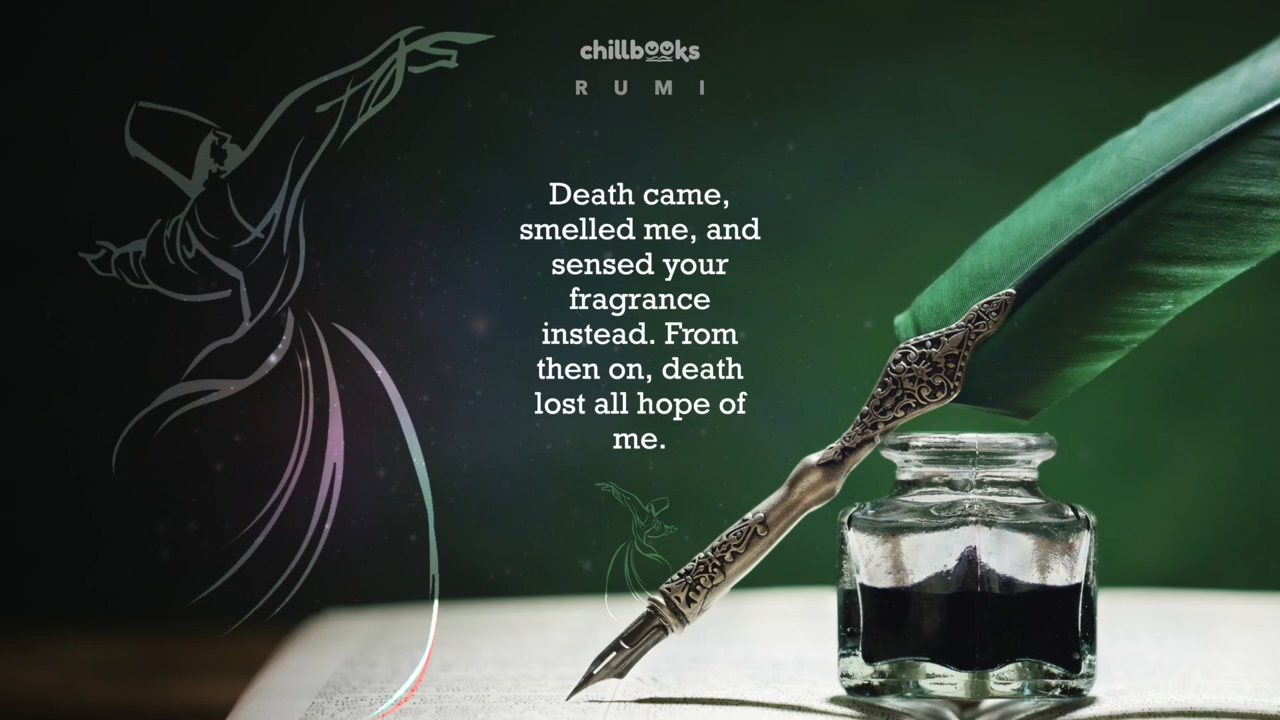 chillbooks
RUMI
Death came,
smelled me, and
sensed your
fragrance
instead. From
then on, death
lost all hope of
me.